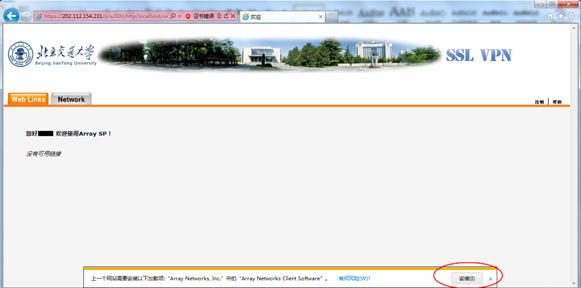 https://202.112.154.231/prx/000/http/localhost/we
证书错误
欢迎
北京交通大学
Beijing JiaoTong University
SSL VPN
Web Links
Network
注销 | 帮助
您好 欢迎使用Array SP！
没有可用链接
上一个网站需要安装以下加载项:"Array Networks, Inc."中的"Array Networks Client Software"。
有何风险(W)?
安装(I)